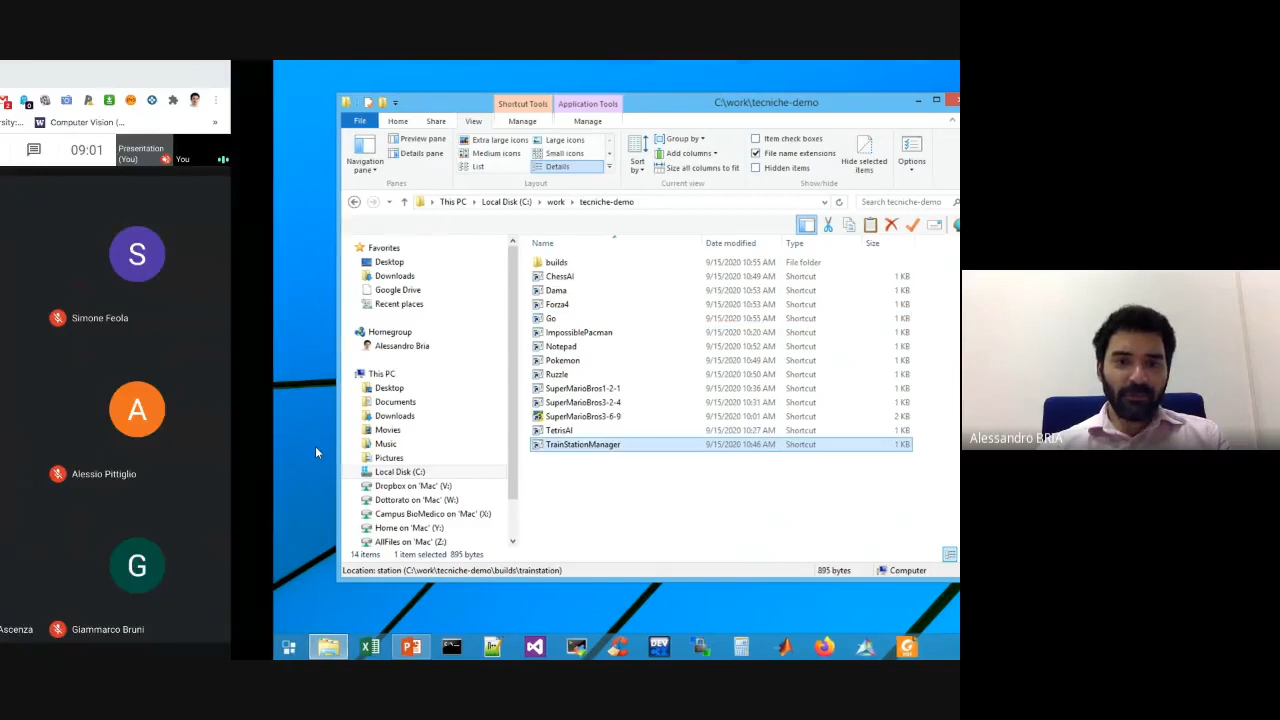 2
0
rsity:...
W Computer Vision (...
»
09:01
Presentation
(You)
You
S
Simone Feola
A
Alessio Pittiglio
G
Ascenza
Giammarco Bruni
Shortcut Tools
Application Tools
C:\work\tecniche-demo
File
Home
Share
View
Manage
Manage
Navigation
pane
Preview pane
Details pane
Panes
Extra large icons
Large icons
Medium icons
Small icons
List
Details
Layout
Sort
by
Group by
Add columns
Size all columns to fit
Current view
Item check boxes
File name extensions
Hidden items
Hide selected
items
Show/hide
Options
This PC
Local Disk (C:)
work
tecniche-demo
Search tecniche-demo
Favorites
Desktop
Downloads
Google Drive
Recent places
Homegroup
Alessandro Bria
This PC
Desktop
Documents
Downloads
Movies
Music
Pictures
Local Disk (C:)
Dropbox on 'Mac' (V:)
Dottorato on 'Mac' (W:)
Campus BioMedico on 'Mac' (X:)
Home on 'Mac' (Y:)
AllFiles on 'Mac' (Z:)
Name Date modified Type Size
builds 9/15/2020 10:55 AM File folder
ChessAI 9/15/2020 10:49 AM Shortcut 1 KB
Dama 9/15/2020 10:53 AM Shortcut 1 KB
Forza4 9/15/2020 10:53 AM Shortcut 1 KB
Go 9/15/2020 10:55 AM Shortcut 1 KB
ImpossiblePacman 9/15/2020 10:20 AM Shortcut 1 KB
Notepad 9/15/2020 10:52 AM Shortcut 1 KB
Pokemon 9/15/2020 10:49 AM Shortcut 1 KB
Ruzzle 9/15/2020 10:50 AM Shortcut 1 KB
SuperMarioBros1-2-1 9/15/2020 10:36 AM Shortcut 1 KB
SuperMarioBros3-2-4 9/15/2020 10:31 AM Shortcut 1 KB
SuperMarioBros3-6-9 9/15/2020 10:01 AM Shortcut 2 KB
TetrisAI 9/15/2020 10:27 AM Shortcut 1 KB
TrainStationManager 9/15/2020 10:46 AM Shortcut 1 KB
14 items 1 item selected 895 bytes
Location: station (C:\work\tecniche-demo\builds\trainstation)
895 bytes
Computer
DEV
Alessandro BRIA